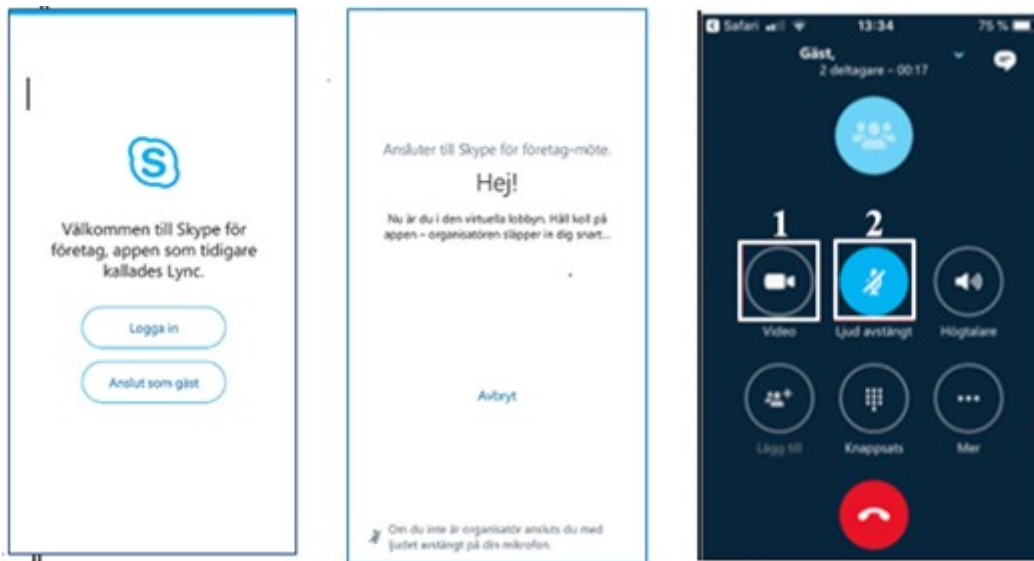 S
Välkommen till Skype för
företag, appen som tidigare
kallades Lync.
Logga in
Anslut som gäst
Ansluter till Skype för företag-möte.
Hej!
Nu är du i den virtuella lobbyn. Håll koll på
appen – organisatören släpper in dig snart...
Avbryt
Om du inte är organisatör ansluts du med
ljudet avstängt på din mikrofon.
Safari 13:34 75 %
Gäst,
2 deltagare – 00:17
1 2
Video Ljud avstängt Högtalare
Lägg till Knappsats Mer